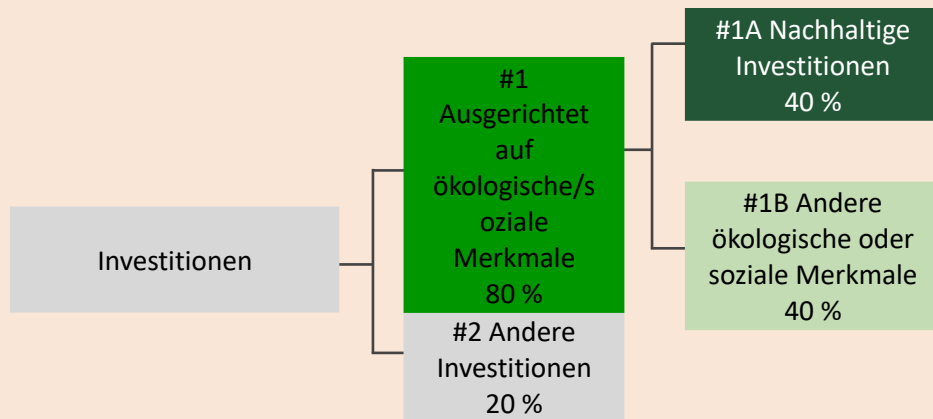 Investitionen
#1
Ausgerichtet
auf
ökologische/s
oziale
Merkmale
80 %
#2 Andere
Investitionen
20 %
#1A Nachhaltige
Investitionen
40 %
#1B Andere
ökologische oder
soziale Merkmale
40 %